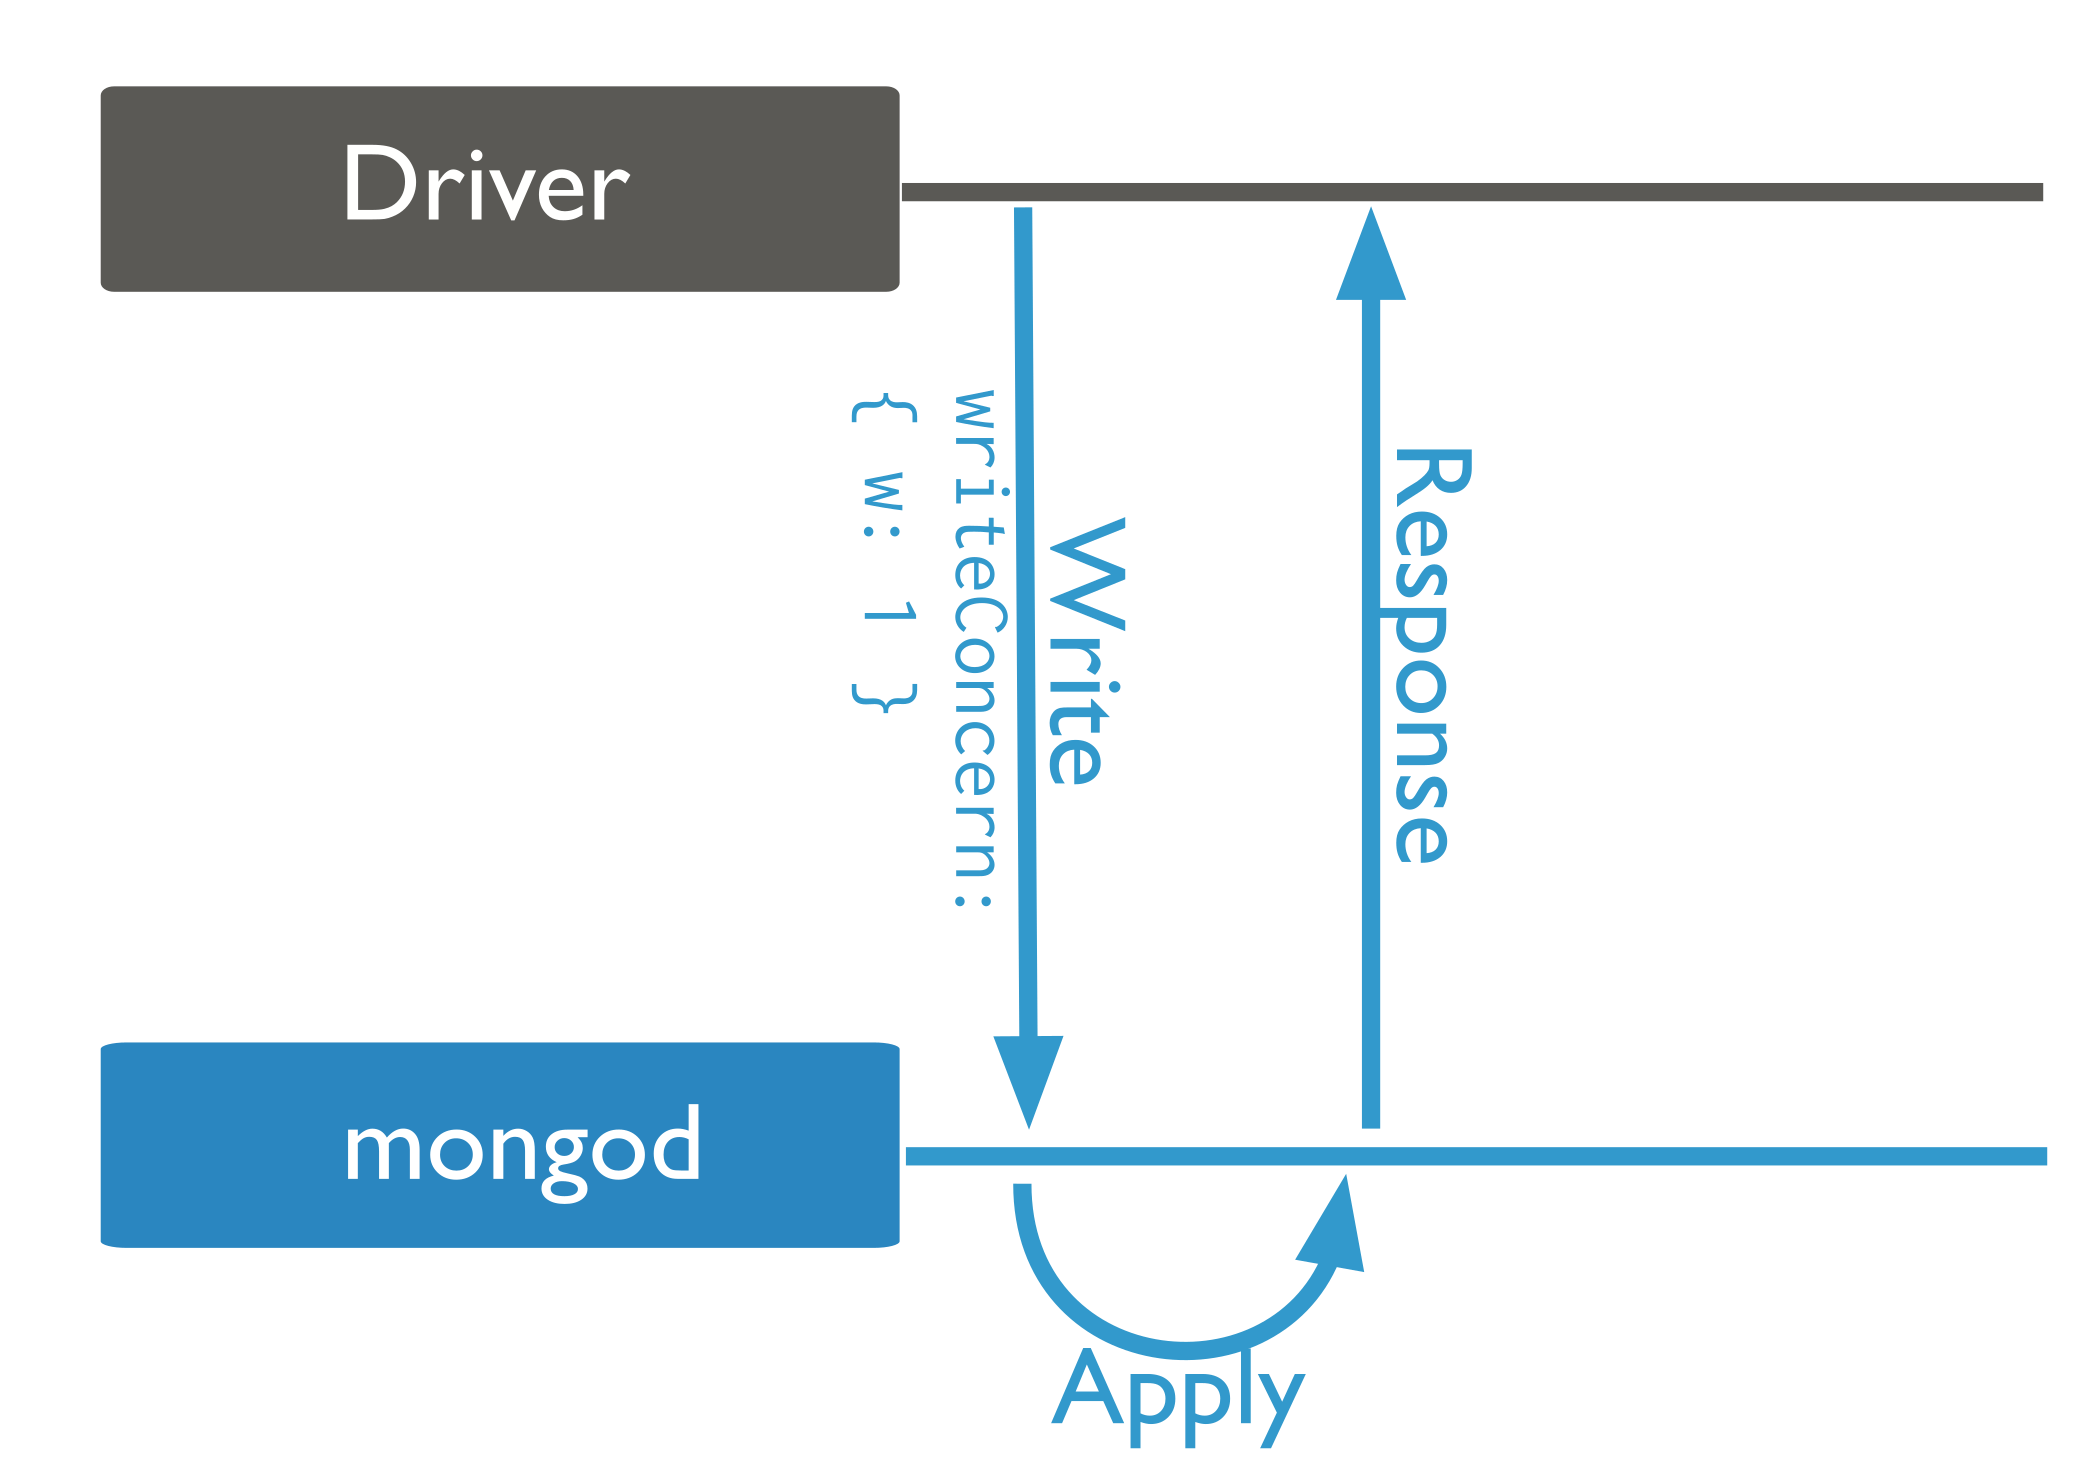 Driver
Write
writeConcern:
{ w: 1 }
Response
mongod
Apply